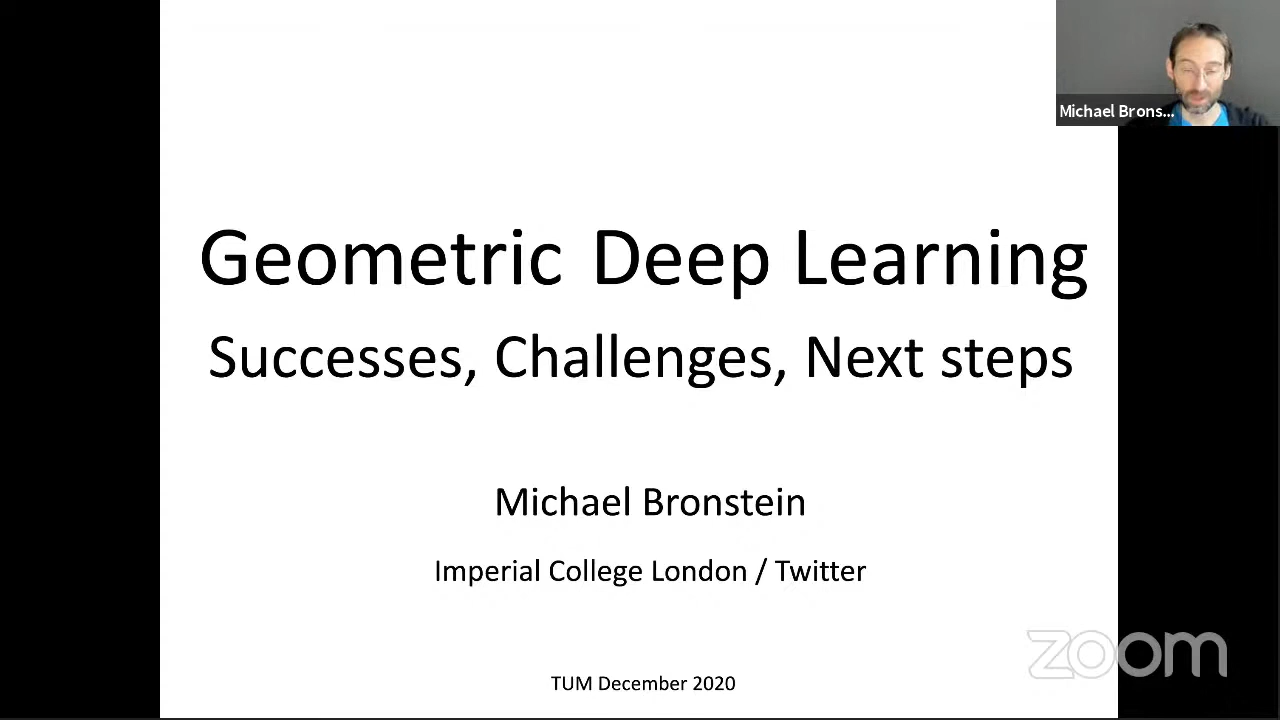 Michael Brons...
Geometric Deep Learning
Successes, Challenges, Next steps
Michael Bronstein
Imperial College London / Twitter
zoom
TUM December 2020